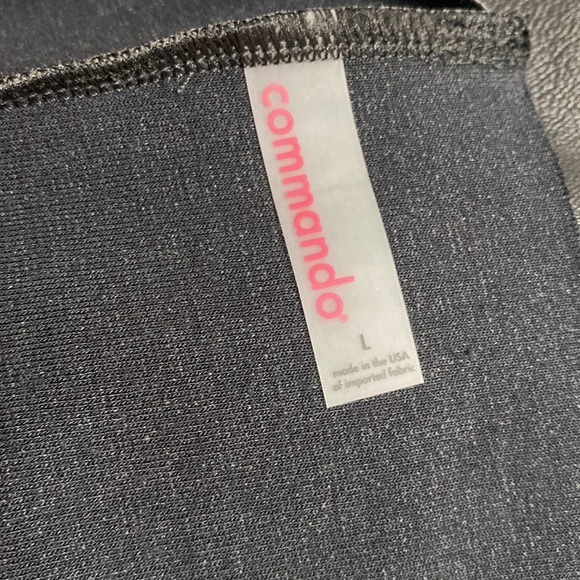 commando®
L
made in the USA
of imported fabric